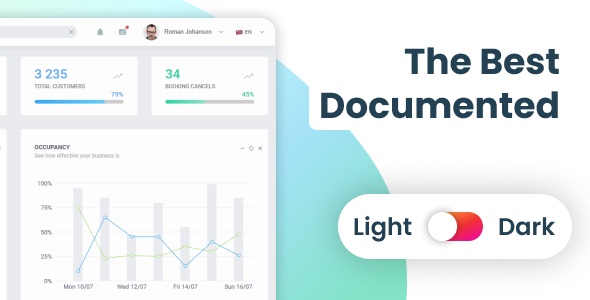 Roman Johanson
EN
3 235
TOTAL CUSTOMERS
79%
34
BOOKING CANCELS
45%
OCCUPANCY
See how effective your business is
100%
75%
50%
25%
0%
Mon 10/07
Wed 12/07
Fri 14/07
Sun 16/07
The Best
Documented
Light
Dark